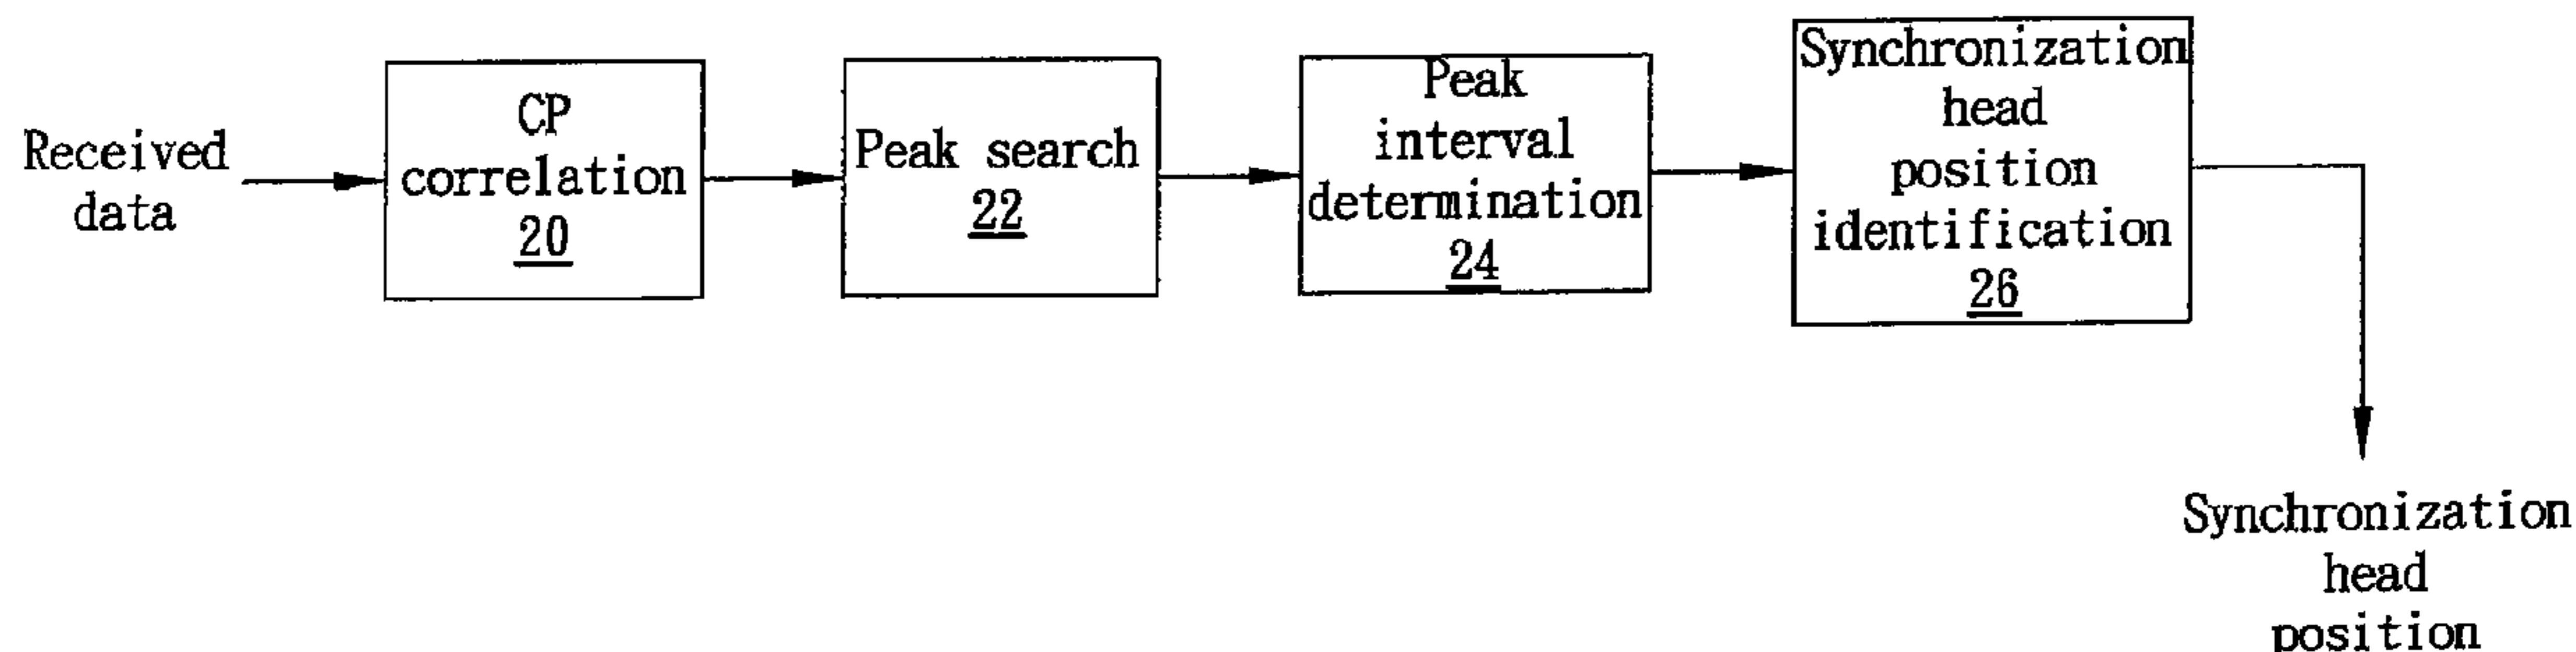 Received
data
CP
correlation
20
Peak search
22
Peak
interval
determination
24
Synchronization
head
position
identification
26
Synchronization
head
position